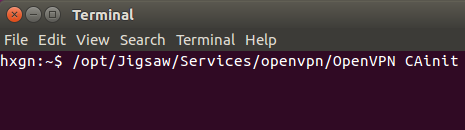 Terminal
File Edit View Search Terminal Help
hxgn:~$ /opt/Jigsaw/Services/openvpn/OpenVPN CAinit